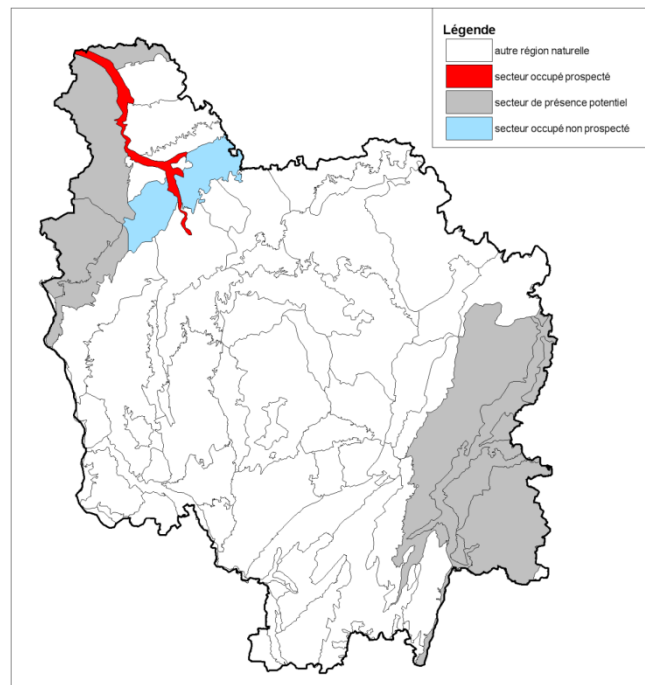 Légende
autre région naturelle
secteur occupé prospecté
secteur de présence potentiel
secteur occupé non prospecté